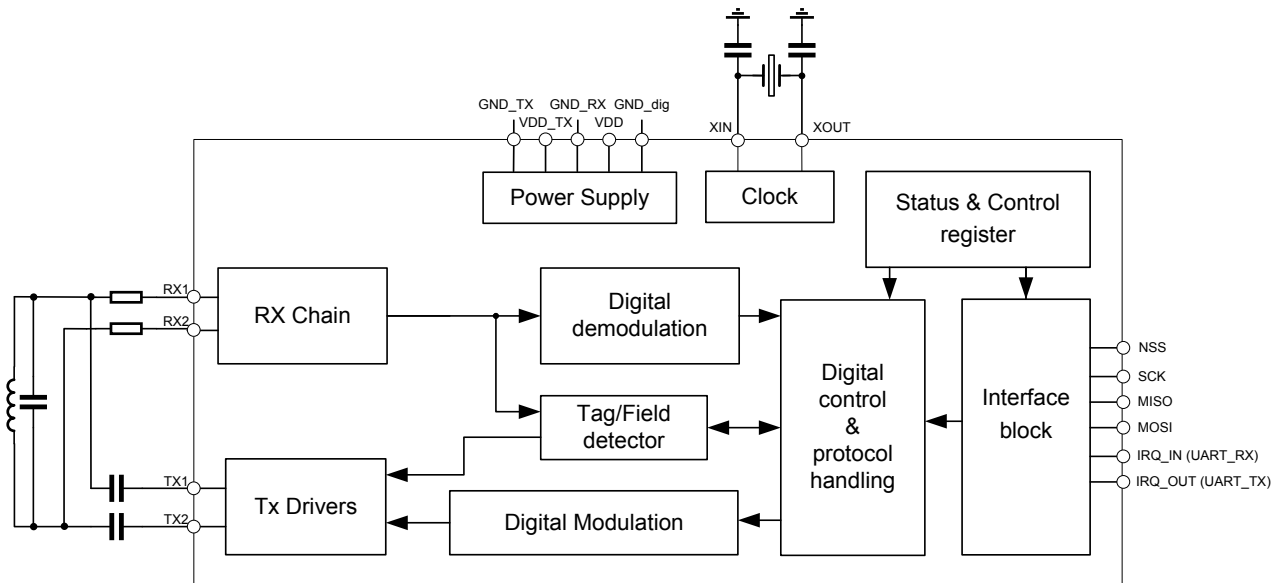 GND_TX
GND_RX
GND_dig
VDD_TX
VDD
XIN
XOUT
Power Supply
Clock
Status & Control
register
RX1
RX2
RX Chain
Digital
demodulation
Digital
control
&
protocol
handling
Interface
block
NSS
SCK
MISO
MOSI
IRQ_IN (UART_RX)
IRQ_OUT (UART_TX)
Tag/Field
detector
TX1
TX2
Tx Drivers
Digital Modulation